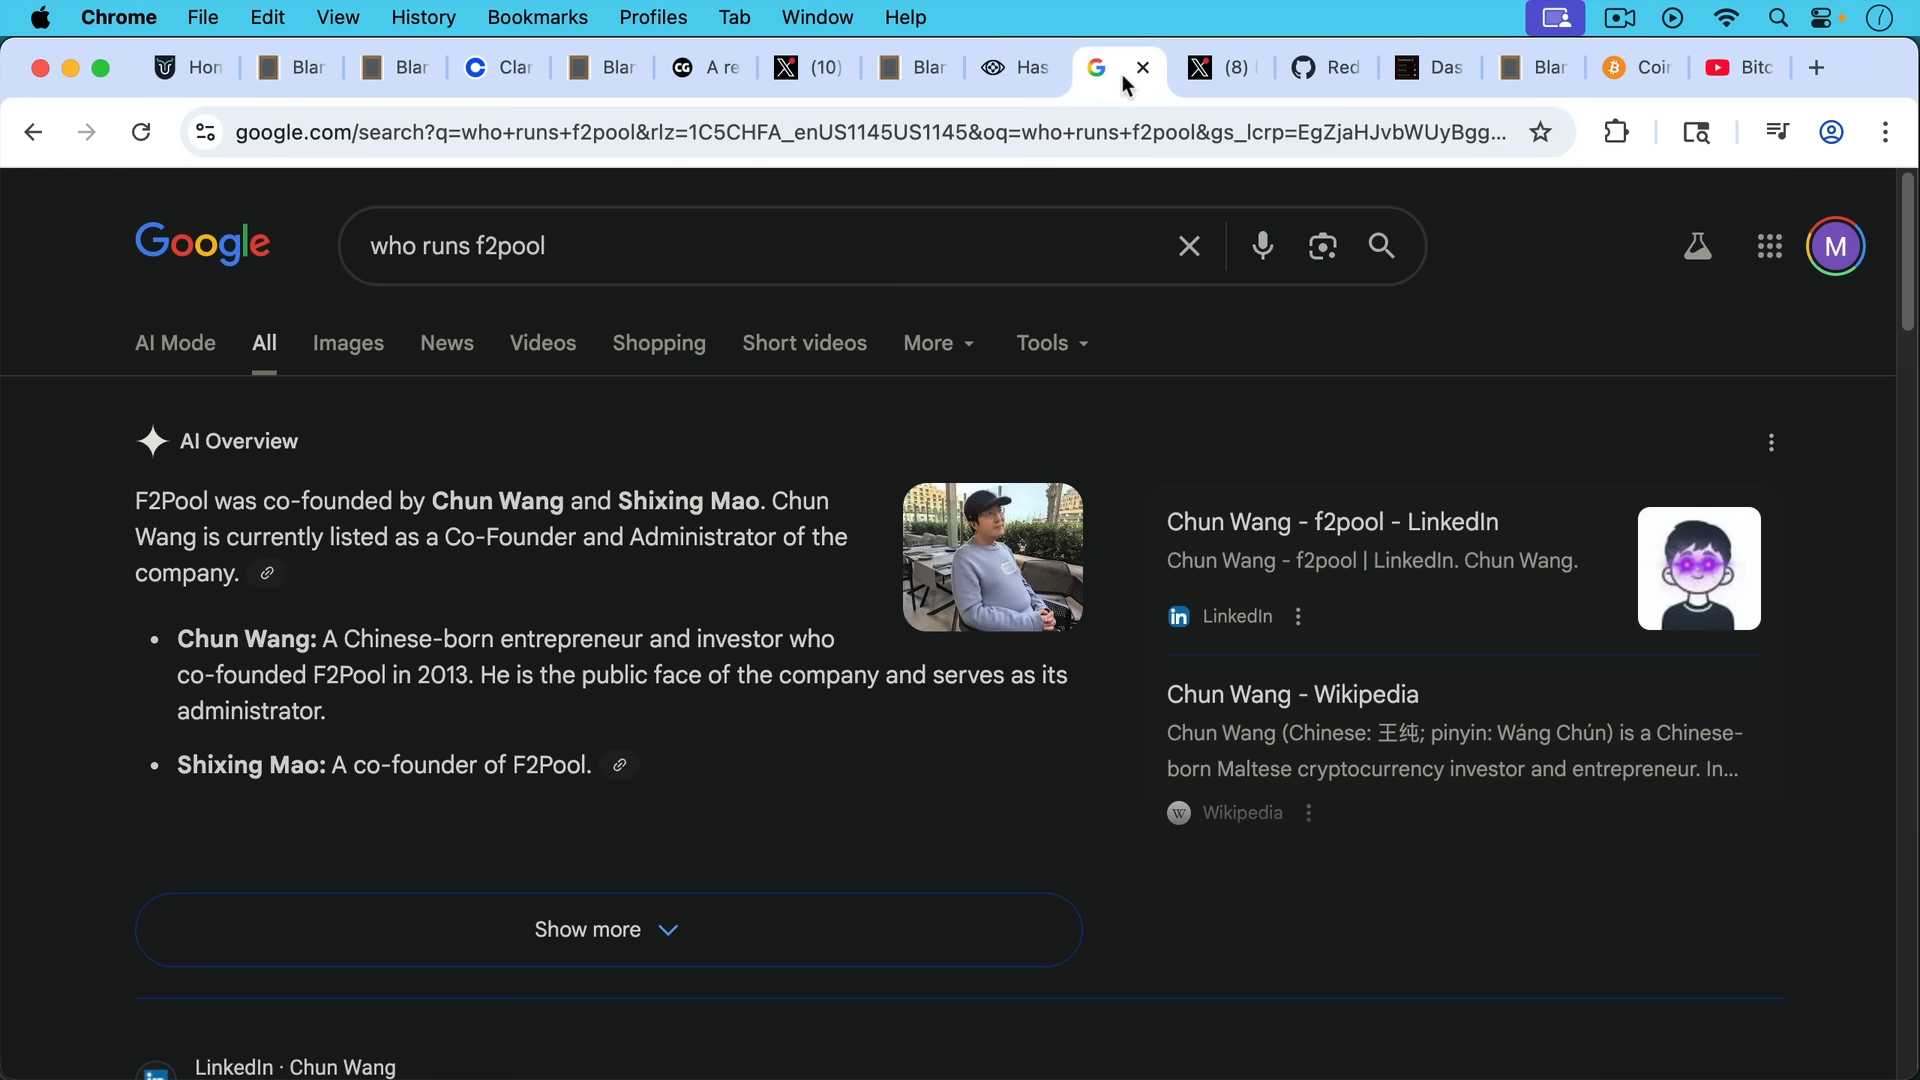 Chrome File Edit View History Bookmarks Profiles Tab Window Help
Hon Blar Blar Clar Blar A re (10) Blar Has (8) Red Das Blar Coin Bitc
google.com/search?q=who+runs+f2pool&rlz=1C5CHFA_enUS1145US1145&oq=who+runs+f2pool&gs_lcrp=EgZjaHJvbWUyBgg...
Google
who runs f2pool
M
AI Mode All Images News Videos Shopping Short videos More Tools
AI Overview
F2Pool was co-founded by Chun Wang and Shixing Mao. Chun
Wang is currently listed as a Co-Founder and Administrator of the
company.
• Chun Wang: A Chinese-born entrepreneur and investor who
co-founded F2Pool in 2013. He is the public face of the company and serves as its
administrator.
• Shixing Mao: A co-founder of F2Pool.
Show more
Chun Wang - f2pool - LinkedIn
Chun Wang - f2pool | LinkedIn. Chun Wang.
LinkedIn
Chun Wang - Wikipedia
Chun Wang (Chinese: 王纯; pinyin: Wáng Chún) is a Chinese-
born Maltese cryptocurrency investor and entrepreneur. In...
Wikipedia
LinkedIn · Chun Wang